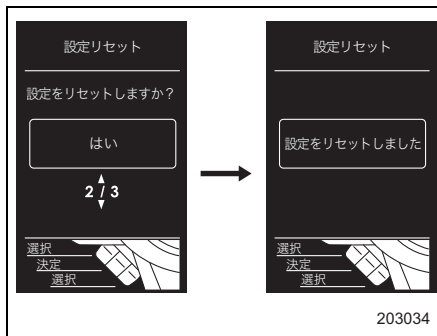 設定リセット
設定をリセットしますか？
はい
2/3
選択
決定
選択
設定リセット
設定をリセットしました
選択
決定
選択
203034